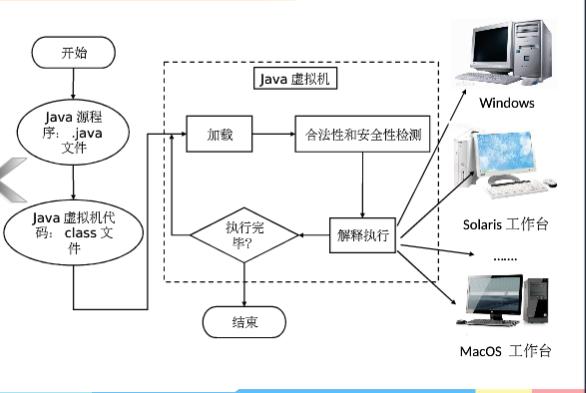 开始
Java 源程
序： .java
文件
Java 虚拟机代
码： class 文
件
Java 虚拟机
加载
合法性和安全性检测
执行完
毕？
解释执行
结束
Windows
Solaris 工作台
.......
MacOS 工作台